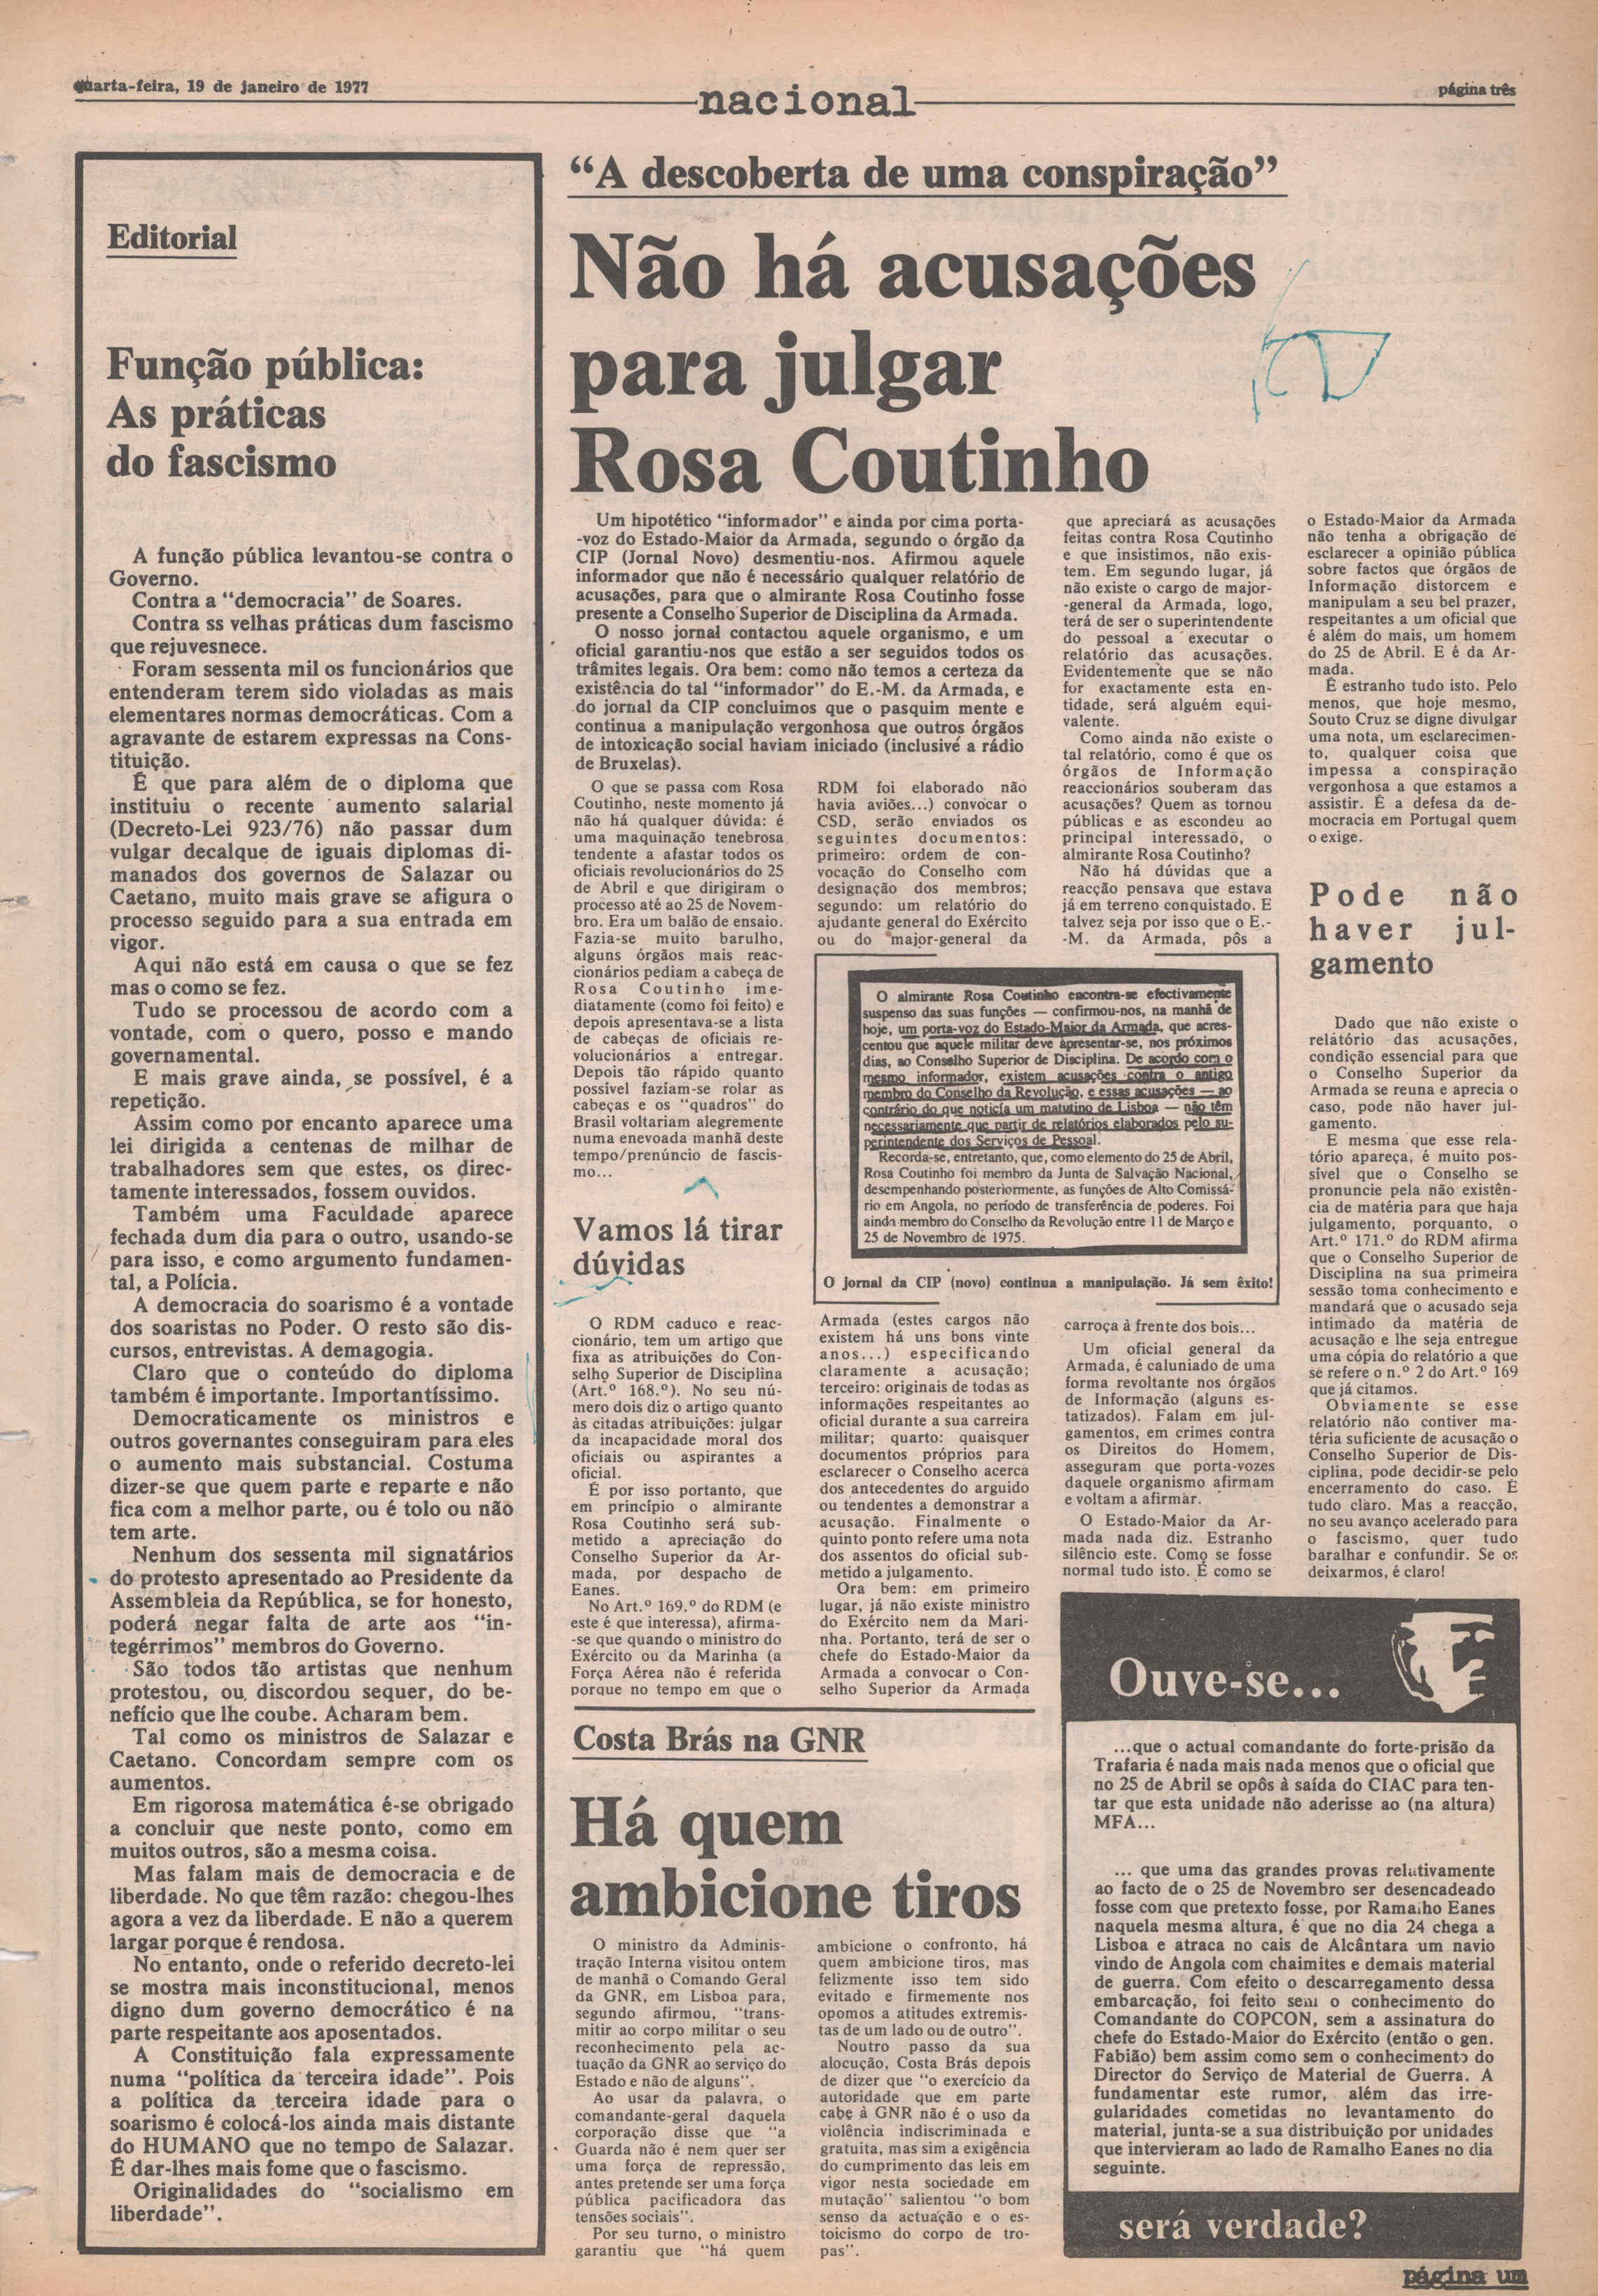 quarta-feira, 19 de janeiro de 1977
nacional
página três
Editorial
Função pública:
As práticas
do fascismo
A função pública levantou-se contra o
Governo.
Contra a "democracia" de Soares.
Contra ss velhas práticas dum fascismo
que rejuvesnece.
Foram sessenta mil os funcionários que
entenderam terem sido violadas as mais
elementares normas democráticas. Com a
agravante de estarem expressas na Cons-
tituição.
É que para além de o diploma que
instituiu o recente aumento salarial
(Decreto-Lei 923/76) não passar dum
vulgar decalque de iguais diplomas di-
manados dos governos de Salazar ou
Caetano, muito mais grave se afigura o
processo seguido para a sua entrada em
vigor.
Aqui não está em causa o que se fez
mas o como se fez.
Tudo se processou de acordo com a
vontade, com o quero, posso e mando
governamental.
E mais grave ainda, se possível, é a
repetição.
Assim como por encanto aparece uma
lei dirigida a centenas de milhar de
trabalhadores sem que estes, os direc-
tamente interessados, fossem ouvidos.
Também uma Faculdade aparece
fechada dum dia para o outro, usando-se
para isso, e como argumento fundamen-
tal, a Polícia.
A democracia do soarismo é a vontade
dos soaristas no Poder. O resto são dis-
cursos, entrevistas. A demagogia.
Claro que o conteúdo do diploma
também é importante. Importantíssimo.
Democraticamente os ministros e
outros governantes conseguiram para eles
o aumento mais substancial. Costuma
dizer-se que quem parte e reparte e não
fica com a melhor parte, ou é tolo ou não
tem arte.
Nenhum dos sessenta mil signatários
do protesto apresentado ao Presidente da
Assembleia da República, se for honesto,
poderá negar falta de arte aos "in-
tegérrimos" membros do Governo.
São todos tão artistas que nenhum
protestou, ou discordou sequer, do be-
nefício que lhe coube. Acharam bem.
Tal como os ministros de Salazar e
Caetano. Concordam sempre com os
aumentos.
Em rigorosa matemática é-se obrigado
a concluir que neste ponto, como em
muitos outros, são a mesma coisa.
Mas falam mais de democracia e de
liberdade. No que têm razão: chegou-lhes
agora a vez da liberdade. E não a querem
largar porque é rendosa.
No entanto, onde o referido decreto-lei
se mostra mais inconstitucional, menos
digno dum governo democrático é na
parte respeitante aos aposentados.
A Constituição fala expressamente
numa "política da terceira idade". Pois
a política da terceira idade para o
soarismo é colocá-los ainda mais distante
do HUMANO que no tempo de Salazar.
É dar-lhes mais fome que o fascismo.
Originalidades do "socialismo em
liberdade".
"A descoberta de uma conspiração"
Não há acusações
para julgar
Rosa Coutinho
Um hipotético "informador" e ainda por cima porta-
-voz do Estado-Maior da Armada, segundo o órgão da
CIP (Jornal Novo) desmentiu-nos. Afirmou aquele
informador que não é necessário qualquer relatório de
acusações, para que o almirante Rosa Coutinho fosse
presente a Conselho Superior de Disciplina da Armada.
O nosso jornal contactou aquele organismo, e um
oficial garantiu-nos que estão a ser seguidos todos os
trâmites legais. Ora bem: como não temos a certeza da
existência do tal "informador" do E.-M. da Armada, e
do jornal da CIP concluimos que o pasquim mente e
continua a manipulação vergonhosa que outros órgãos
de intoxicação social haviam iniciado (inclusivé a rádio
de Bruxelas).
O que se passa com Rosa
Coutinho, neste momento já
não há qualquer dúvida: é
uma maquinação tenebrosa
tendente a afastar todos os
oficiais revolucionários do 25
de Abril e que dirigiram o
processo até ao 25 de Novem-
bro. Era um balão de ensaio.
Fazia-se muito barulho,
alguns órgãos mais reac-
cionários pediam a cabeça de
Rosa Coutinho ime-
diatamente (como foi feito) e
depois apresentava-se a lista
de cabeças de oficiais re-
volucionários a entregar.
Depois tão rápido quanto
possível faziam-se rolar as
cabeças e os "quadros" do
Brasil voltariam alegremente
numa enevoada manhã deste
tempo/prenúncio de fascis-
mo...
Vamos lá tirar
dúvidas
O RDM caduco e reac-
cionário, tem um artigo que
fixa as atribuições do Con-
selho Superior de Disciplina
(Art.º 168.º). No seu nú-
mero dois diz o artigo quanto
às citadas atribuições: julgar
da incapacidade moral dos
oficiais ou aspirantes a
oficial.
É por isso portanto, que
em princípio o almirante
Rosa Coutinho será sub-
metido a apreciação do
Conselho Superior da Ar-
mada, por despacho de
Eanes.
No Art.º 169.º do RDM (e
este é que interessa), afirma-
-se que quando o ministro do
Exército ou da Marinha (a
Força Aérea não é referida
porque no tempo em que o
RDM foi elaborado não
havia aviões...) convocar o
CSD, serão enviados os
seguintes documentos:
primeiro: ordem de con-
vocação do Conselho com
designação dos membros;
segundo: um relatório do
ajudante general do Exército
ou do major-general da
O almirante Rosa Coutinho encontra-se efectivamente
suspenso das suas funções — confirmou-nos, na manhã de
hoje, um porta-voz do Estado-Maior da Armada, que acres-
centou que aquele militar deve apresentar-se, nos próximos
dias, ao Conselho Superior de Disciplina. De acordo com o
mesmo informador, existem acusações contra o antigo
membro do Conselho da Revolução, e essas acusações — ao
contrário do que noticia um matutino de Lisboa — não têm
necessariamente que partir de relatórios elaborados pelo su-
perintendente dos Serviços de Pessoal.
Recorda-se, entretanto, que, como elemento do 25 de Abril,
Rosa Coutinho foi membro da Junta de Salvação Nacional,
desempenhando posteriormente, as funções de Alto Comissá-
rio em Angola, no período de transferência de poderes. Foi
ainda membro do Conselho da Revolução entre 11 de Março e
25 de Novembro de 1975.
O jornal da CIP (novo) continua a manipulação. Já sem êxito!
Armada (estes cargos não
existem há uns bons vinte
anos...) especificando
claramente a acusação;
terceiro: originais de todas as
informações respeitantes ao
oficial durante a sua carreira
militar; quarto: quaisquer
documentos próprios para
esclarecer o Conselho acerca
dos antecedentes do arguido
ou tendentes a demonstrar a
acusação. Finalmente o
quinto ponto refere uma nota
dos assentos do oficial sub-
metido a julgamento.
Ora bem: em primeiro
lugar, já não existe ministro
do Exército nem da Mari-
nha. Portanto, terá de ser o
chefe do Estado-Maior da
Armada a convocar o Con-
selho Superior da Armada
que apreciará as acusações
feitas contra Rosa Coutinho
e que insistimos, não exis-
tem. Em segundo lugar, já
não existe o cargo de major-
-general da Armada, logo,
terá de ser o superintendente
do pessoal a executar o
relatório das acusações.
Evidentemente que se não
for exactamente esta en-
tidade, será alguém equi-
valente.
Como ainda não existe o
tal relatório, como é que os
órgãos de Informação
reaccionários souberam das
acusações? Quem as tornou
públicas e as escondeu ao
principal interessado, o
almirante Rosa Coutinho?
Não há dúvidas que a
reacção pensava que estava
já em terreno conquistado. E
talvez seja por isso que o E.-
-M. da Armada, pôs a
carroça à frente dos bois...
Um oficial general da
Armada, é caluniado de uma
forma revoltante nos órgãos
de Informação (alguns es-
tatizados). Falam em jul-
gamentos, em crimes contra
os Direitos do Homem,
asseguram que porta-vozes
daquele organismo afirmam
e voltam a afirmar.
O Estado-Maior da Ar-
mada nada diz. Estranho
silêncio este. Como se fosse
normal tudo isto. E como se
o Estado-Maior da Armada
não tenha a obrigação de
esclarecer a opinião pública
sobre factos que órgãos de
Informação distorcem e
manipulam a seu bel prazer,
respeitantes a um oficial que
é além do mais, um homem
do 25 de Abril. E é da Ar-
mada.
É estranho tudo isto. Pelo
menos, que hoje mesmo,
Souto Cruz se digne divulgar
uma nota, um esclarecimen-
to, qualquer coisa que
impessa a conspiração
vergonhosa a que estamos a
assistir. É a defesa da de-
mocracia em Portugal quem
o exige.
Pode não
haver jul-
gamento
Dado que não existe o
relátório das acusações,
condição essencial para que
o Conselho Superior da
Armada se reuna e aprecia o
caso, pode não haver jul-
gamento.
E mesma que esse rela-
tório apareça, é muito pos-
sível que o Conselho se
pronuncie pela não existên-
cia de matéria para que haja
julgamento, porquanto, o
Art.º 171.º do RDM afirma
que o Conselho Superior de
Disciplina na sua primeira
sessão toma conhecimento e
mandará que o acusado seja
intimado da matéria de
acusação e lhe seja entregue
uma cópia do relatório a que
se refere o n.º 2 do Art.º 169
que já citamos.
Obviamente se esse
relatório não contiver ma-
téria suficiente de acusação o
Conselho Superior de Dis-
ciplina, pode decidir-se pelo
encerramento do caso. É
tudo claro. Mas a reacção,
no seu avanço acelerado para
o fascismo, quer tudo
baralhar e confundir. Se os
deixarmos, é claro!
Costa Brás na GNR
Há quem
ambicione tiros
O ministro da Adminis-
tração Interna visitou ontem
de manhã o Comando Geral
da GNR, em Lisboa para,
segundo afirmou, "trans-
mitir ao corpo militar o seu
reconhecimento pela ac-
tuação da GNR ao serviço do
Estado e não de alguns".
Ao usar da palavra, o
comandante-geral daquela
corporação disse que "a
Guarda não é nem quer ser
uma força de repressão,
antes pretende ser uma força
pública pacificadora das
tensões sociais".
Por seu turno, o ministro
garantiu que "há quem
ambicione o confronto, há
quem ambicione tiros, mas
felizmente isso tem sido
evitado e firmemente nos
opomos a atitudes extremis-
tas de um lado ou de outro".
Noutro passo da sua
alocução, Costa Brás depois
de dizer que "o exercício da
autoridade que em parte
cabe à GNR não é o uso da
violência indiscriminada e
gratuita, mas sim a exigência
do cumprimento das leis em
vigor nesta sociedade em
mutação" salientou "o bom
senso da actuação e o es-
toicismo do corpo de tro-
pas".
Ouve-se...
...que o actual comandante do forte-prisão da
Trafaria é nada mais nada menos que o oficial que
no 25 de Abril se opôs à saída do CIAC para ten-
tar que esta unidade não aderisse ao (na altura)
MFA...
... que uma das grandes provas relativamente
ao facto de o 25 de Novembro ser desencadeado
fosse com que pretexto fosse, por Ramalho Eanes
naquela mesma altura, é que no dia 24 chega a
Lisboa e atraca no cais de Alcântara um navio
vindo de Angola com chaimites e demais material
de guerra. Com efeito o descarregamento dessa
embarcação, foi feito sem o conhecimento do
Comandante do COPCON, sem a assinatura do
chefe do Estado-Maior do Exército (então o gen.
Fabião) bem assim como sem o conhecimento do
Director do Serviço de Material de Guerra. A
fundamentar este rumor, além das irre-
gularidades cometidas no levantamento do
material, junta-se a sua distribuição por unidades
que intervieram ao lado de Ramalho Eanes no dia
seguinte.
será verdade?
página um